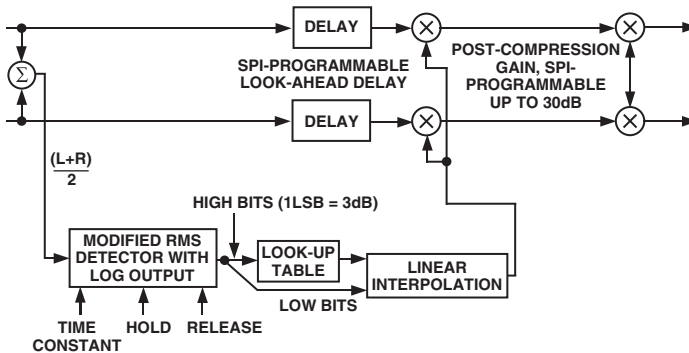 DELAY
SPI-PROGRAMMABLE
LOOK-AHEAD DELAY
POST-COMPRESSION
GAIN, SPI-
PROGRAMMABLE
UP TO 30dB
Σ
DELAY
(L+R)
2
HIGH BITS (1LSB = 3dB)
MODIFIED RMS
DETECTOR WITH
LOG OUTPUT
LOOK-UP
TABLE
LINEAR
INTERPOLATION
LOW BITS
TIME
CONSTANT
HOLD
RELEASE